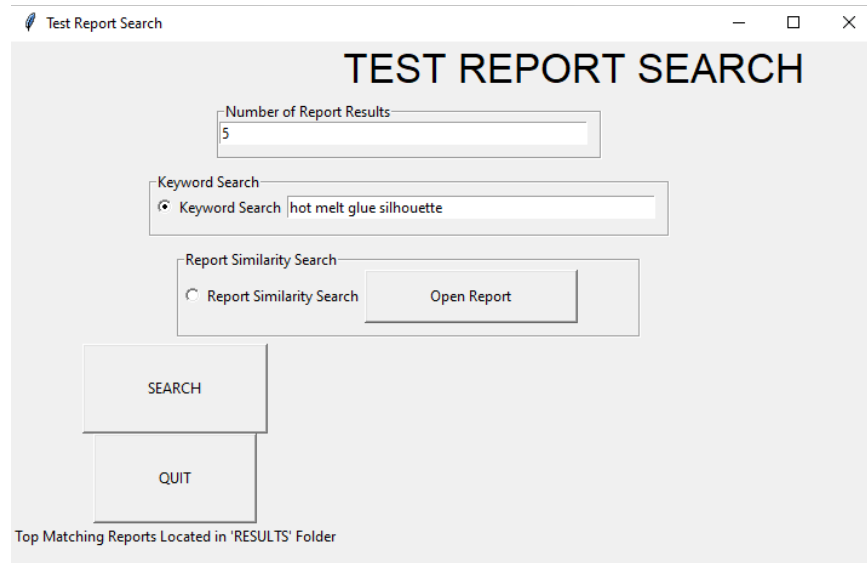 Test Report Search
TEST REPORT SEARCH
Number of Report Results
5
Keyword Search
Keyword Search hot melt glue silhouette
Report Similarity Search
Report Similarity Search Open Report
SEARCH
QUIT
Top Matching Reports Located in 'RESULTS' Folder